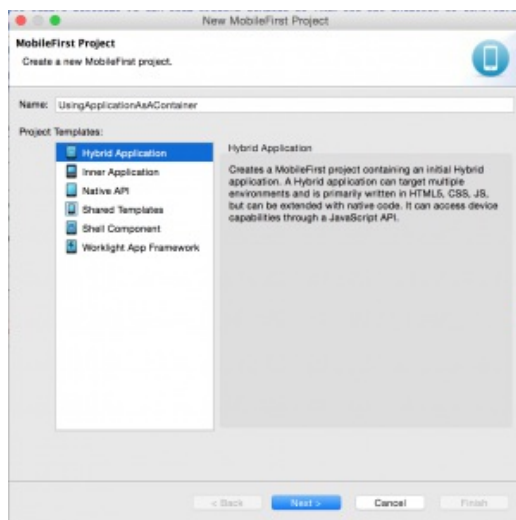 New MobileFirst Project
MobileFirst Project
Create a new MobileFirst project.
Name: UsingApplicationAsAContainer
Project Templates:
Hybrid Application
Inner Application
Native API
Shared Templates
Shell Component
Worklight App Framework
Hybrid Application
Creates a MobileFirst project containing an initial Hybrid
application. A Hybrid application can target multiple
environments and is primarily written in HTML5, CSS, JS,
but can be extended with native code. It can access device
capabilities through a JavaScript API.
< Back
Next >
Cancel
Finish